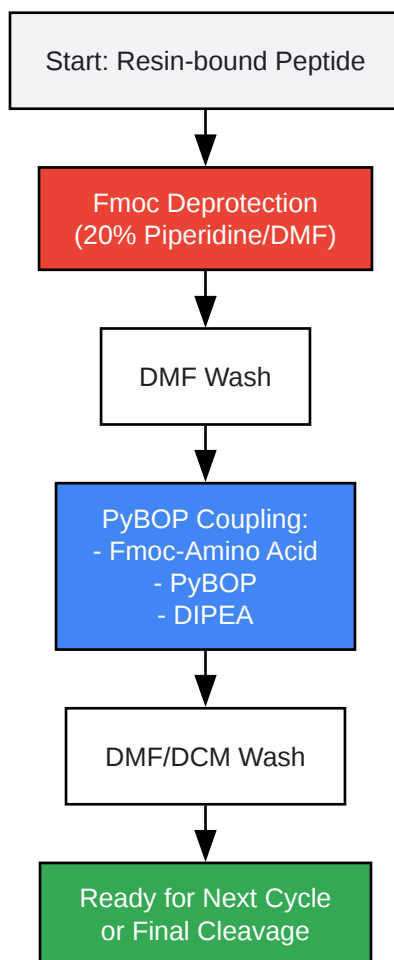 Start: Resin-bound Peptide
Fmoc Deprotection
(20% Piperidine/DMF)
DMF Wash
PyBOP Coupling:
- Fmoc-Amino Acid
- PyBOP
- DIPEA
DMF/DCM Wash
Ready for Next Cycle
or Final Cleavage